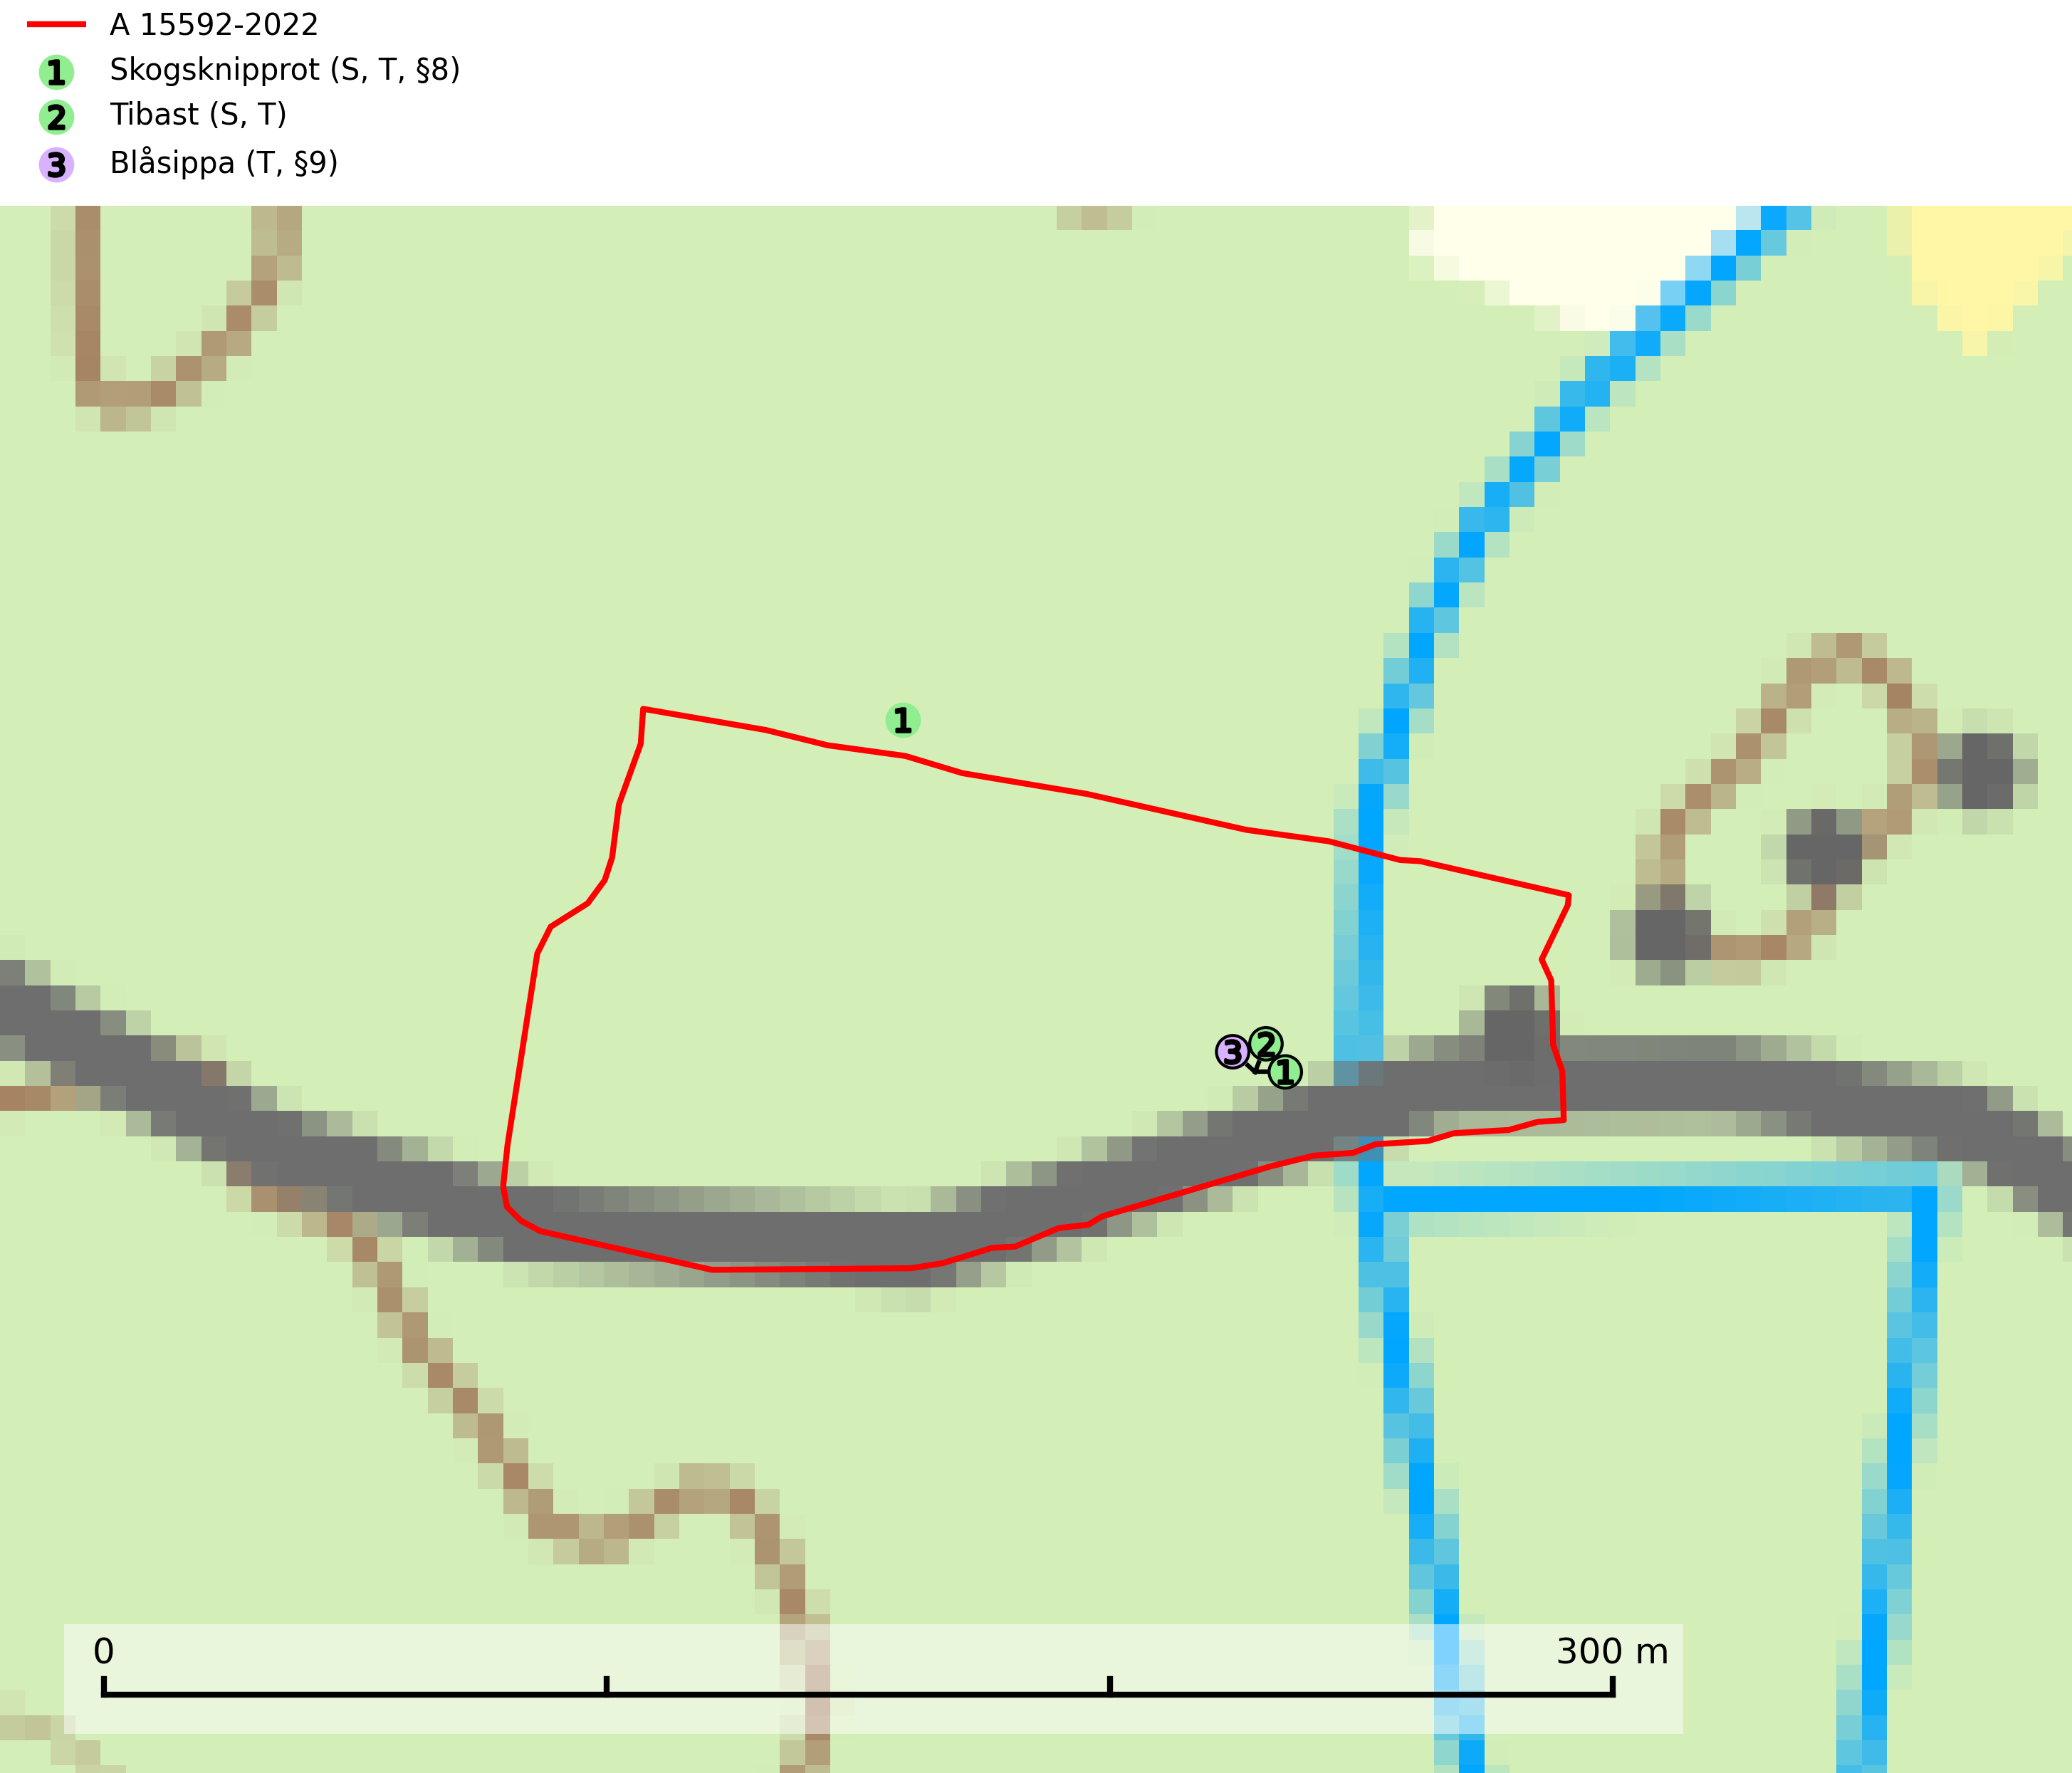 A 15592-2022
1 Skogsknipprot (S, T, §8)
2 Tibast (S, T)
3 Blåsippa (T, §9)
1
3 2
1
0 300 m